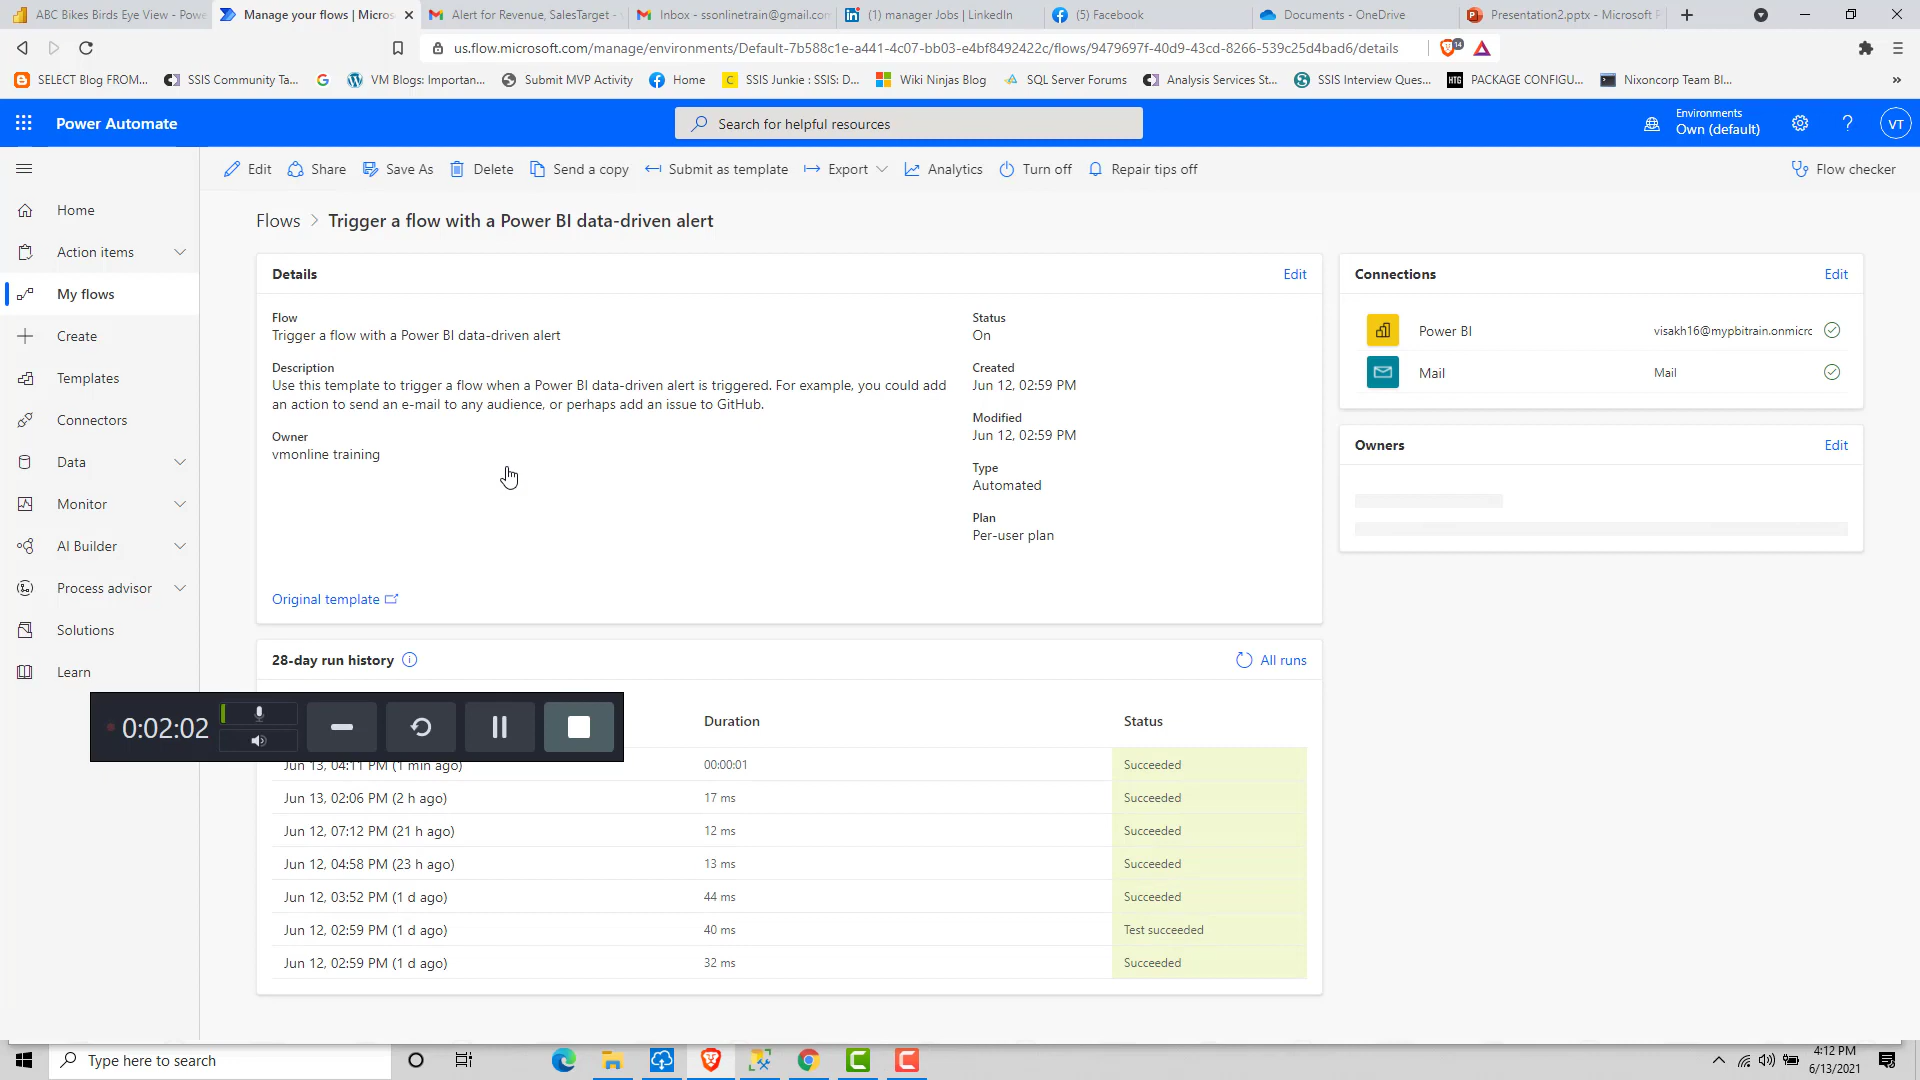 ABC Bikes Birds Eye View - Powe
Manage your flows | Micros
Alert for Revenue, SalesTarget -
Inbox - ssonlinetrain@gmail.com
(1) manager Jobs | LinkedIn
(5) Facebook
Documents - OneDrive
Presentation2.pptx - Microsoft P
us.flow.microsoft.com/manage/environments/Default-7b588c1e-a441-4c07-bb03-e4bf8492422c/flows/9479697f-40d9-43cd-8266-539c25d4bad6/details
14
SELECT Blog FROM...
SSIS Community Ta...
VM Blogs: Importan...
Submit MVP Activity
Home
SSIS Junkie : SSIS: D...
Wiki Ninjas Blog
SQL Server Forums
Analysis Services St...
SSIS Interview Ques...
HTG
PACKAGE CONFIGU...
Nixoncorp Team BI...
Power Automate
Search for helpful resources
Environments
Own (default)
VT
Edit
Share
Save As
Delete
Send a copy
Submit as template
Export
Analytics
Turn off
Repair tips off
Flow checker
Home
Action items
My flows
Create
Templates
Connectors
Data
Monitor
AI Builder
Process advisor
Solutions
Learn
Flows > Trigger a flow with a Power BI data-driven alert
Details
Edit
Flow
Trigger a flow with a Power BI data-driven alert
Description
Use this template to trigger a flow when a Power BI data-driven alert is triggered. For example, you could add
an action to send an e-mail to any audience, or perhaps add an issue to GitHub.
Owner
vmonline training
Status
On
Created
Jun 12, 02:59 PM
Modified
Jun 12, 02:59 PM
Type
Automated
Plan
Per-user plan
Original template
Connections
Edit
Power BI
visakh16@mypbitrain.onmicrc
Mail
Mail
Owners
Edit
28-day run history
All runs
0:02:02
Duration
Status
Jun 13, 04:11 PM (1 min ago)
00:00:01
Succeeded
Jun 13, 02:06 PM (2 h ago)
17 ms
Succeeded
Jun 12, 07:12 PM (21 h ago)
12 ms
Succeeded
Jun 12, 04:58 PM (23 h ago)
13 ms
Succeeded
Jun 12, 03:52 PM (1 d ago)
44 ms
Succeeded
Jun 12, 02:59 PM (1 d ago)
40 ms
Test succeeded
Jun 12, 02:59 PM (1 d ago)
32 ms
Succeeded
Type here to search
4:12 PM
6/13/2021